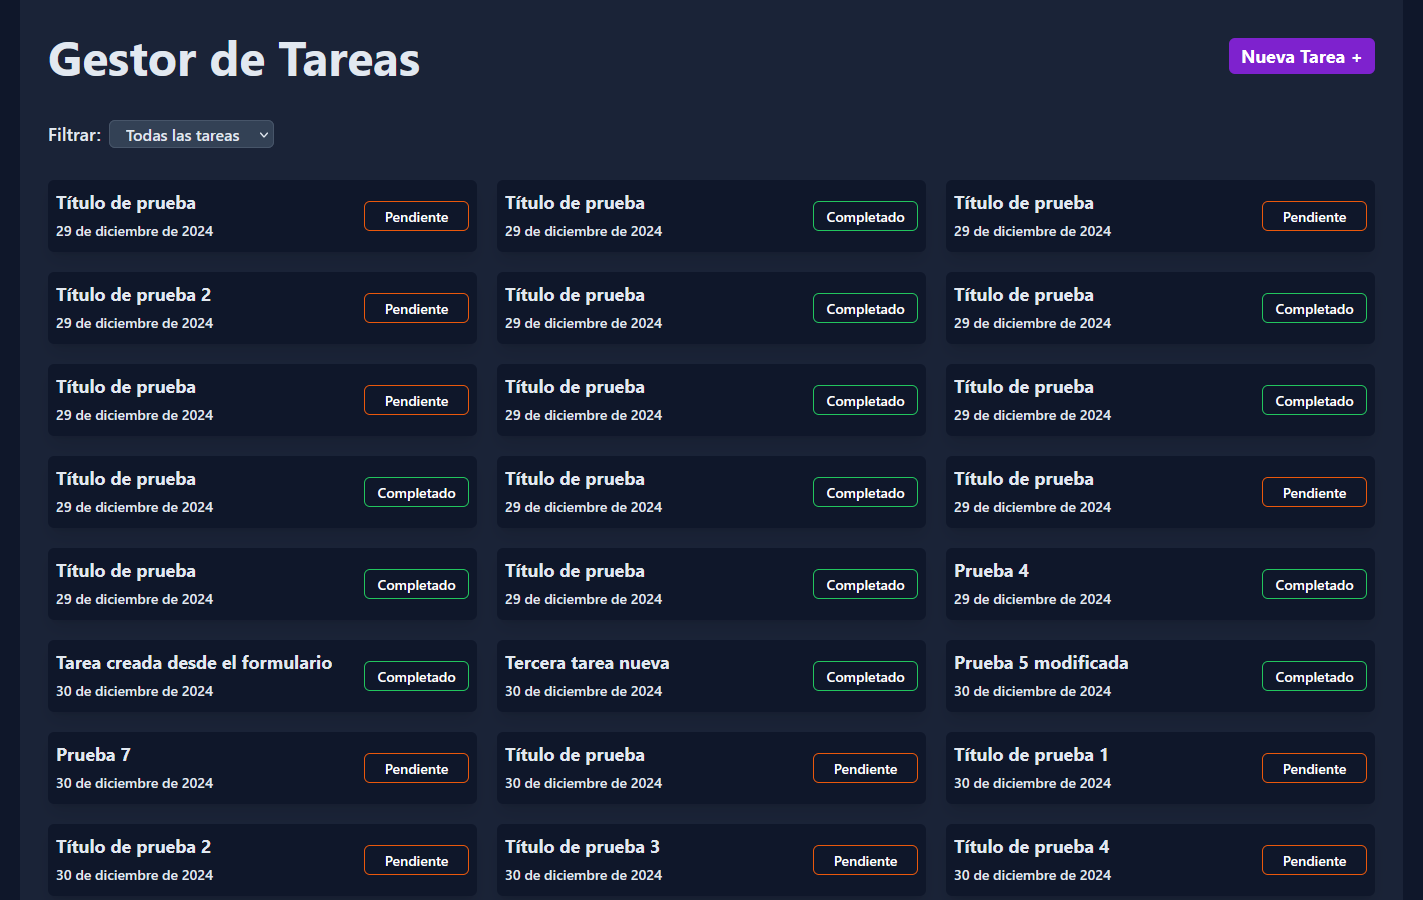 Gestor de Tareas
Nueva Tarea +
Filtrar: Todas las tareas
Título de prueba
29 de diciembre de 2024
Pendiente
Título de prueba
29 de diciembre de 2024
Completado
Título de prueba
29 de diciembre de 2024
Pendiente
Título de prueba 2
29 de diciembre de 2024
Pendiente
Título de prueba
29 de diciembre de 2024
Completado
Título de prueba
29 de diciembre de 2024
Completado
Título de prueba
29 de diciembre de 2024
Pendiente
Título de prueba
29 de diciembre de 2024
Completado
Título de prueba
29 de diciembre de 2024
Completado
Título de prueba
29 de diciembre de 2024
Completado
Título de prueba
29 de diciembre de 2024
Completado
Título de prueba
29 de diciembre de 2024
Pendiente
Título de prueba
29 de diciembre de 2024
Completado
Título de prueba
29 de diciembre de 2024
Completado
Prueba 4
29 de diciembre de 2024
Completado
Tarea creada desde el formulario
30 de diciembre de 2024
Completado
Tercera tarea nueva
30 de diciembre de 2024
Completado
Prueba 5 modificada
30 de diciembre de 2024
Completado
Prueba 7
30 de diciembre de 2024
Pendiente
Título de prueba
30 de diciembre de 2024
Pendiente
Título de prueba 1
30 de diciembre de 2024
Pendiente
Título de prueba 2
30 de diciembre de 2024
Pendiente
Título de prueba 3
30 de diciembre de 2024
Pendiente
Título de prueba 4
30 de diciembre de 2024
Pendiente